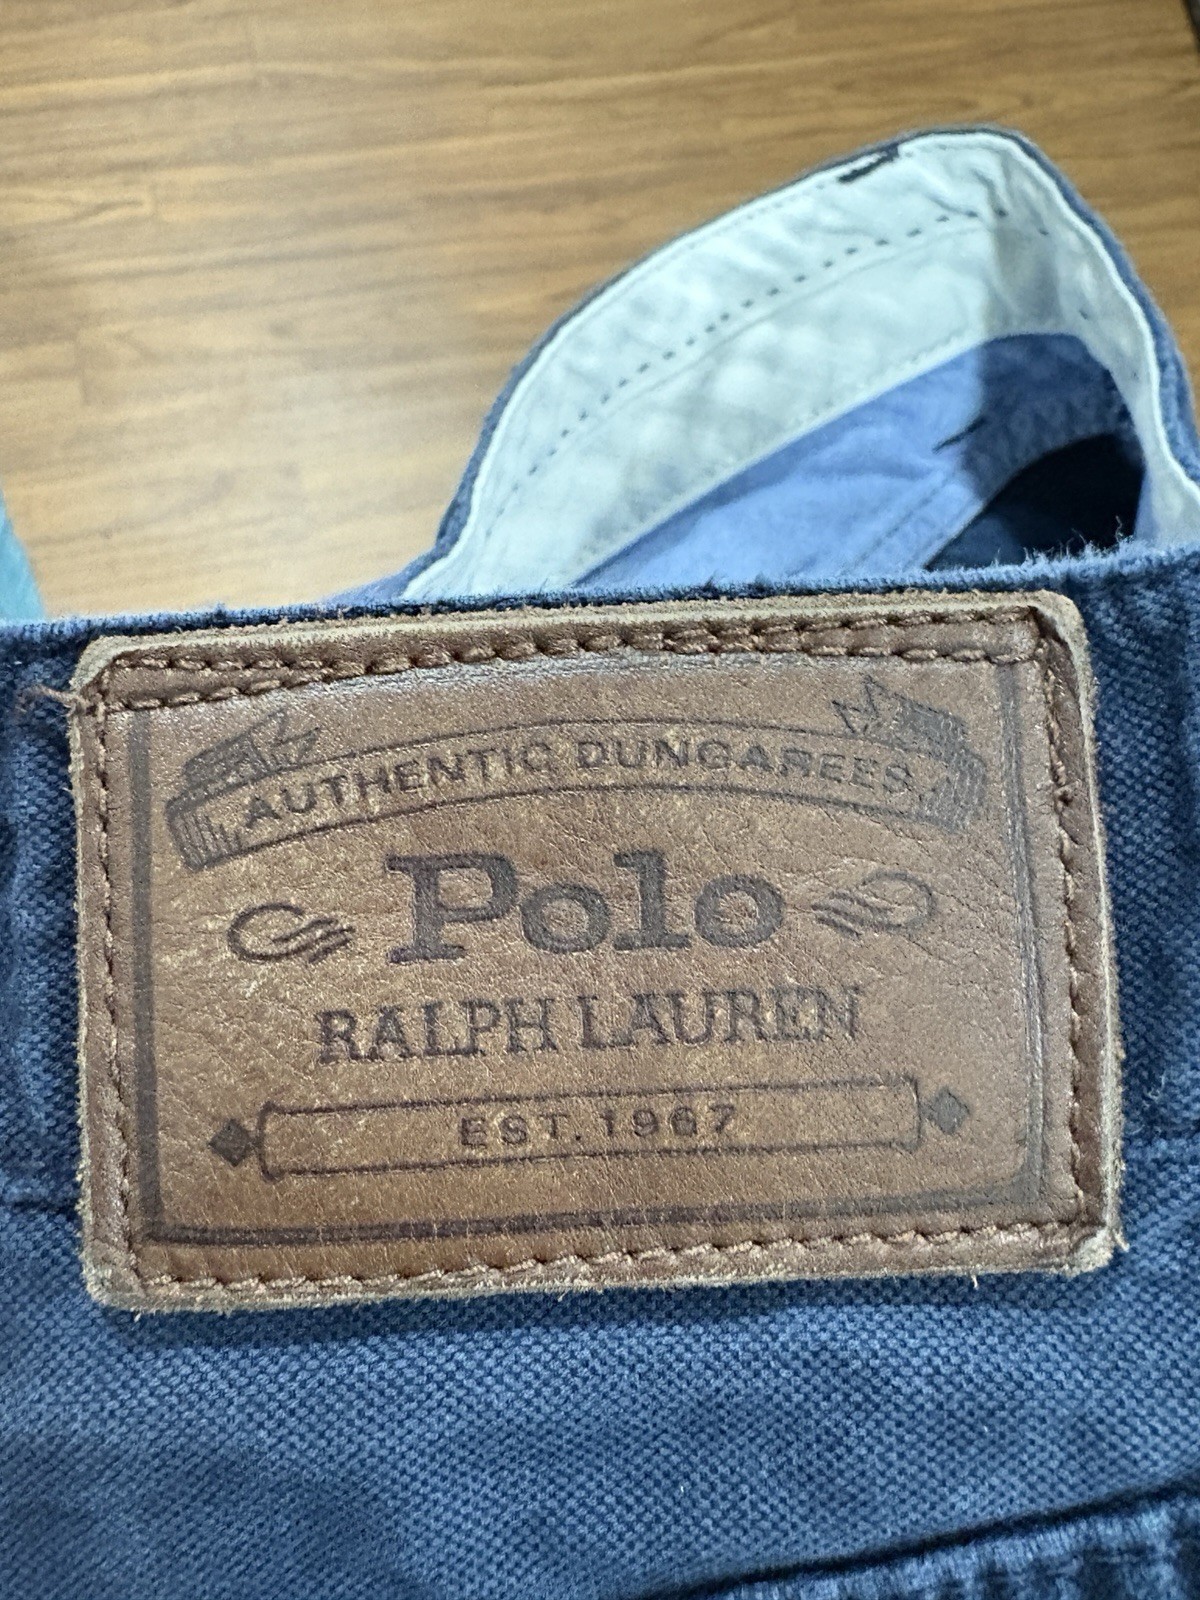 AUTHENTIC DUNGAREES
Polo
RALPH LAUREN
EST. 1967